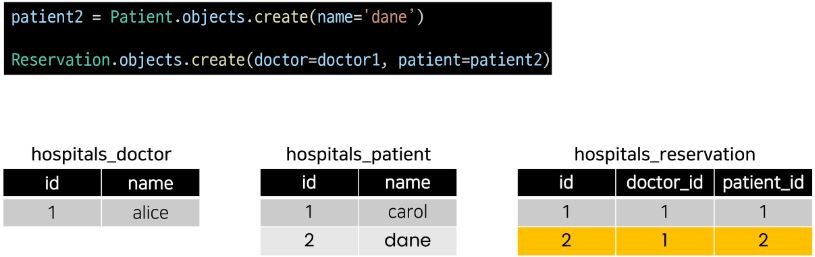 patient2 = Patient.objects.create(name='dane')
Reservation.objects.create(doctor=doctor1, patient=patient2)
hospitals_doctor
id name
1 alice
hospitals_patient
id name
1 carol
2 dane
hospitals_reservation
id doctor_id patient_id
1 1 1
2 1 2